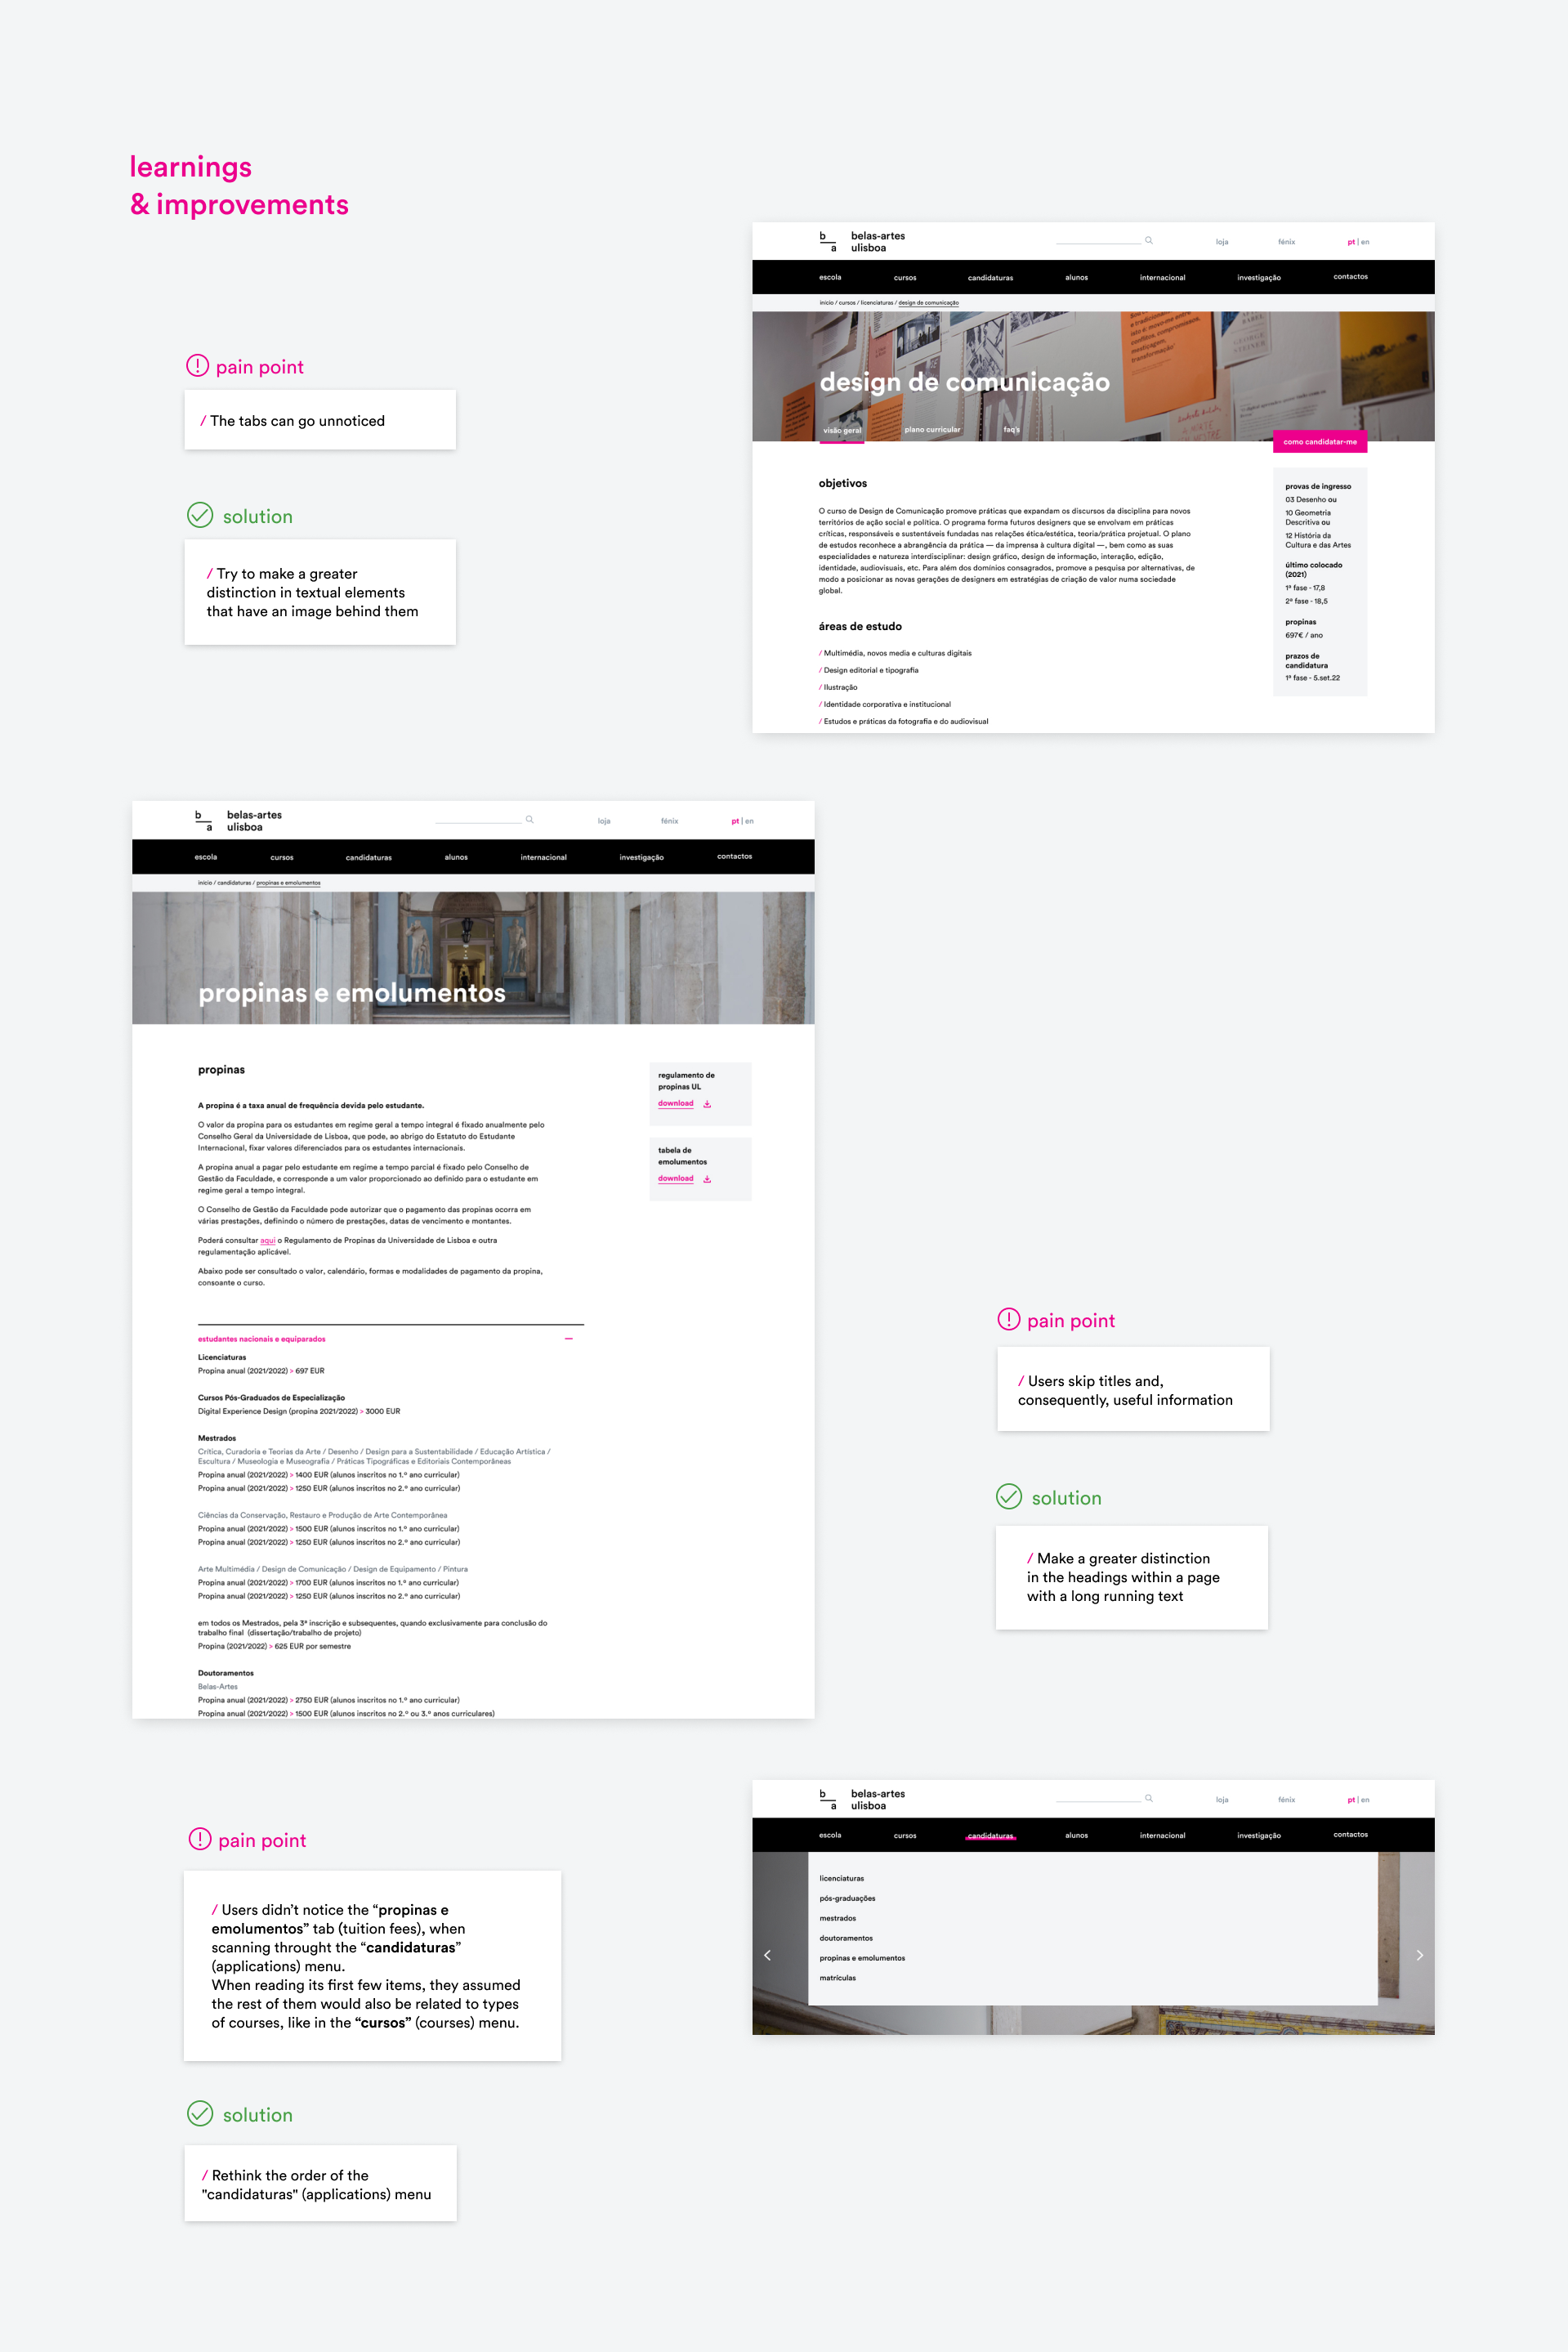 learnings
& improvements
pain point
/ The tabs can go unnoticed
solution
/ Try to make a greater
distinction in textual elements
that have an image behind them
b
a
belas-artes
ulisboa
loja
fénix
pt | en
escola
cursos
candidaturas
alunos
internacional
investigação
contactos
início / cursos / licenciaturas / design de comunicação
design de comunicação
visão geral
plano curricular
faq's
como candidatar-me
objetivos
O curso de Design de Comunicação promove práticas que expandam os discursos da disciplina para novos
territórios de ação social e política. O programa forma futuros designers que se envolvam em práticas
críticas, responsáveis e sustentáveis fundadas nas relações ética/estética, teoria/prática projetual. O plano
de estudos reconhece a abrangência da prática — da imprensa à cultura digital —, bem como as suas
especialidades e natureza interdisciplinar: design gráfico, design de informação, interação, edição,
identidade, audiovisuais, etc. Para além dos domínios consagrados, promove a pesquisa por alternativas, de
modo a posicionar as novas gerações de designers em estratégias de criação de valor numa sociedade
global.
áreas de estudo
/ Multimédia, novos media e culturas digitais
/ Design editorial e tipografia
/ Ilustração
/ Identidade corporativa e institucional
/ Estudos e práticas da fotografia e do audiovisual
provas de ingresso
03 Desenho ou
10 Geometria
Descritiva ou
12 História da
Cultura e das Artes
último colocado
(2021)
1ª fase - 17,8
2ª fase - 18,5
propinas
697€ / ano
prazos de
candidatura
1ª fase - 5.set.22
b
a
belas-artes
ulisboa
loja
fénix
pt | en
escola
cursos
candidaturas
alunos
internacional
investigação
contactos
início / candidaturas / propinas e emolumentos
propinas e emolumentos
propinas
A propina é a taxa anual de frequência devida pelo estudante.
O valor da propina para os estudantes em regime geral a tempo integral é fixado anualmente pelo
Conselho Geral da Universidade de Lisboa, que pode, ao abrigo do Estatuto do Estudante
Internacional, fixar valores diferenciados para os estudantes internacionais.
A propina anual a pagar pelo estudante em regime a tempo parcial é fixado pelo Conselho de
Gestão da Faculdade, e corresponde a um valor proporcionado ao definido para o estudante em
regime geral a tempo integral.
O Conselho de Gestão da Faculdade pode autorizar que o pagamento das propinas ocorra em
várias prestações, definindo o número de prestações, datas de vencimento e montantes.
Poderá consultar aqui o Regulamento de Propinas da Universidade de Lisboa e outra
regulamentação aplicável.
Abaixo pode ser consultado o valor, calendário, formas e modalidades de pagamento da propina,
consoante o curso.
regulamento de
propinas UL
download
tabela de
emolumentos
download
estudantes nacionais e equiparados
Licenciaturas
Propina anual (2021/2022) > 697 EUR
Cursos Pós-Graduados de Especialização
Digital Experience Design (propina 2021/2022) > 3000 EUR
Mestrados
Crítica, Curadoria e Teorias da Arte / Desenho / Design para a Sustentabilidade / Educação Artística /
Escultura / Museologia e Museografia / Práticas Tipográficas e Editoriais Contemporâneas
Propina anual (2021/2022) > 1400 EUR (alunos inscritos no 1.º ano curricular)
Propina anual (2021/2022) > 1250 EUR (alunos inscritos no 2.º ano curricular)
Ciências da Conservação, Restauro e Produção de Arte Contemporânea
Propina anual (2021/2022) > 1500 EUR (alunos inscritos no 1.º ano curricular)
Propina anual (2021/2022) > 1250 EUR (alunos inscritos no 2.º ano curricular)
Arte Multimédia / Design de Comunicação / Design de Equipamento / Pintura
Propina anual (2021/2022) > 1700 EUR (alunos inscritos no 1.º ano curricular)
Propina anual (2021/2022) > 1250 EUR (alunos inscritos no 2.º ano curricular)
em todos os Mestrados, pela 3ª inscrição e subsequentes, quando exclusivamente para conclusão do
trabalho final (dissertação/trabalho de projeto)
Propina (2021/2022) > 625 EUR por semestre
Doutoramentos
Belas-Artes
Propina anual (2021/2022) > 2750 EUR (alunos inscritos no 1.º ano curricular)
Propina anual (2021/2022) > 1500 EUR (alunos inscritos no 2.º ou 3.º anos curriculares)
pain point
/ Users skip titles and,
consequently, useful information
solution
/ Make a greater distinction
in the headings within a page
with a long running text
pain point
/ Users didn't notice the “propinas e
emolumentos” tab (tuition fees), when
scanning throught the “candidaturas”
(applications) menu.
When reading its first few items, they assumed
the rest of them would also be related to types
of courses, like in the “cursos” (courses) menu.
solution
/ Rethink the order of the
"candidaturas" (applications) menu
b
a
belas-artes
ulisboa
loja
fénix
pt | en
escola
cursos
candidaturas
alunos
internacional
investigação
contactos
licenciaturas
pós-graduações
mestrados
doutoramentos
propinas e emolumentos
matrículas